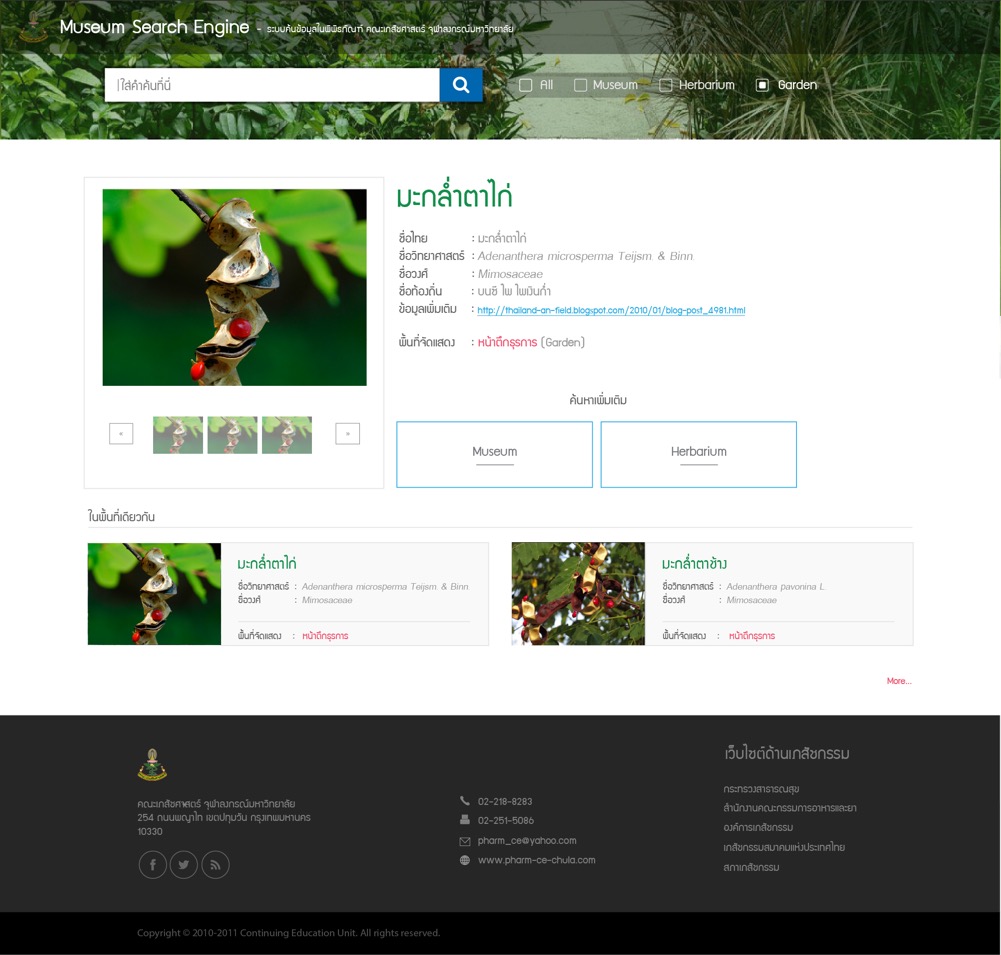 Museum Search Engine - ระบบค้นข้อมูลในพิพิธภัณฑ์ คณะเภสัชศาสตร์ จุฬาลงกรณ์มหาวิทยาลัย
ใส่คำค้นที่นี่
All Museum Herbarium Garden
มะกล่ำตาไก่
ชื่อไทย : มะกล่ำตาไก่
ชื่อวิทยาศาสตร์ : Adenanthera microsperma Teijsm. & Binn.
ชื่อวงศ์ : Mimosaceae
ชื่อท้องถิ่น : บนซี ไพ ไพเงินก่ำ
ข้อมูลเพิ่มเติม : http://thailand-an-field.blogspot.com/2010/01/blog-post_4981.html
พื้นที่จัดแสดง : หน้าตึกธุรการ (Garden)
ค้นหาเพิ่มเติม
Museum Herbarium
ในพื้นที่เดียวกัน
มะกล่ำตาไก่
ชื่อวิทยาศาสตร์ : Adenanthera microsperma Teijsm. & Binn.
ชื่อวงศ์ : Mimosaceae
พื้นที่จัดแสดง : หน้าตึกธุรการ
มะกล่ำตาช้าง
ชื่อวิทยาศาสตร์ : Adenanthera pavonina L.
ชื่อวงศ์ : Mimosaceae
พื้นที่จัดแสดง : หน้าตึกธุรการ
More...
คณะเภสัชศาสตร์ จุฬาลงกรณ์มหาวิทยาลัย
254 ถนนพญาไท เขตปทุมวัน กรุงเทพมหานคร
10330
02-218-8283
02-251-5086
pharm_ce@yahoo.com
www.pharm-ce-chula.com
เว็บไซต์ด้านเภสัชกรรม
กระทรวงสาธารณสุข
สำนักงานคณะกรรมการอาหารและยา
องค์การเภสัชกรรม
เภสัชกรรมสมาคมแห่งประเทศไทย
สภาเภสัชกรรม
Copyright © 2010-2011 Continuing Education Unit. All rights reserved.